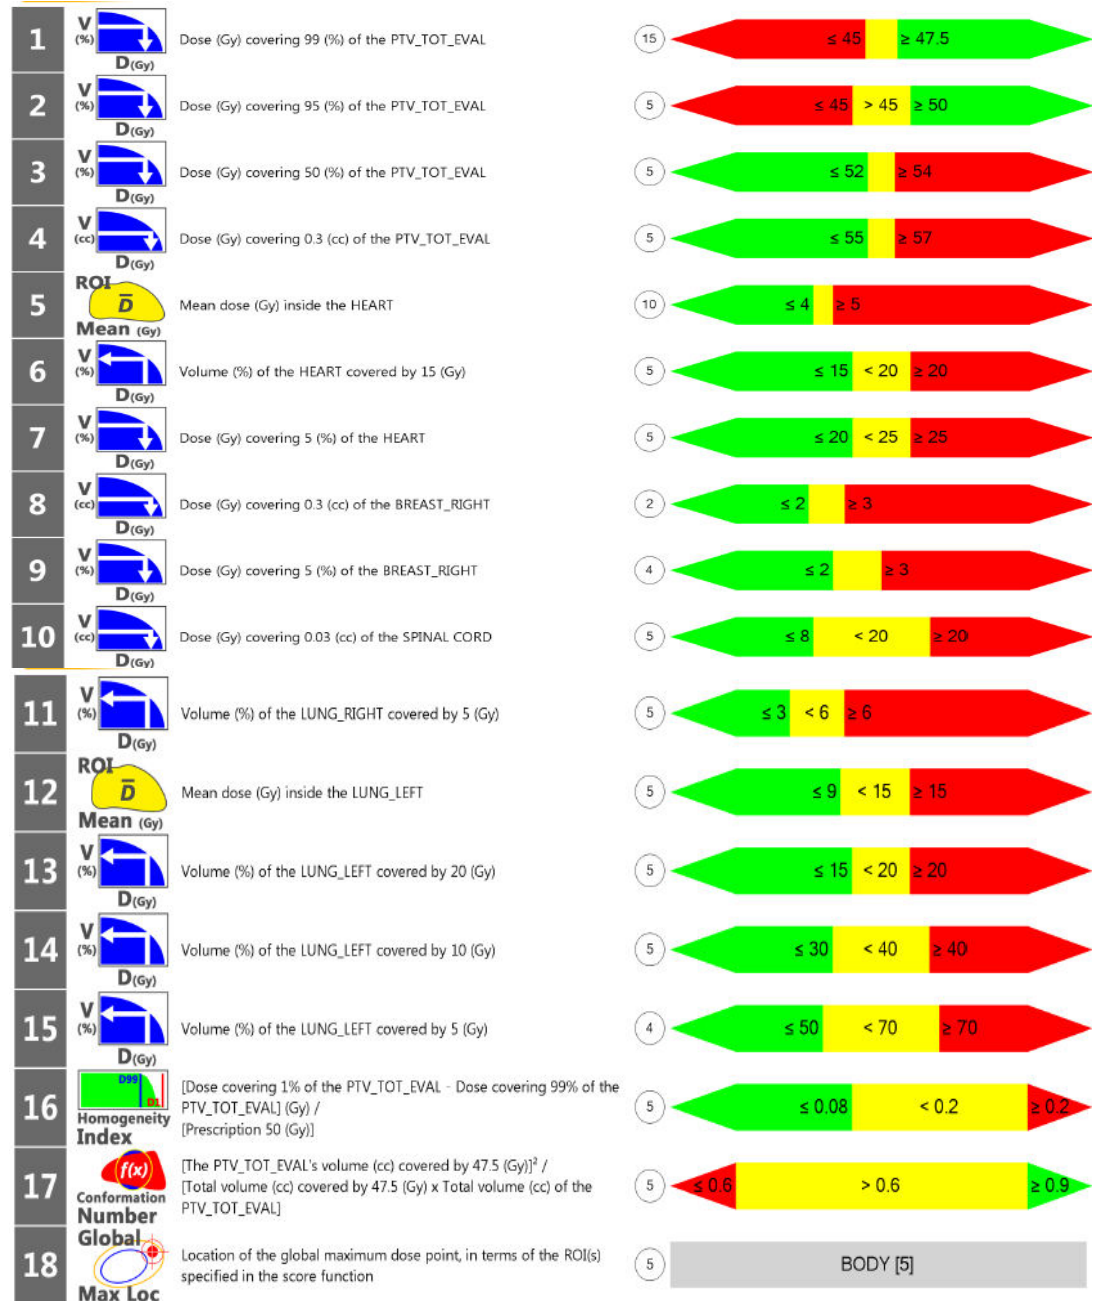 1 V (%) D(Gy) Dose (Gy) covering 99 (%) of the PTV_TOT_EVAL 15 ≤ 45 ≥ 47.5
2 V (%) D(Gy) Dose (Gy) covering 95 (%) of the PTV_TOT_EVAL 5 ≤ 45 > 45 ≥ 50
3 V (%) D(Gy) Dose (Gy) covering 50 (%) of the PTV_TOT_EVAL 5 ≤ 52 ≥ 54
4 V (cc) D(Gy) Dose (Gy) covering 0.3 (cc) of the PTV_TOT_EVAL 5 ≤ 55 ≥ 57
5 ROI D̅ Mean (Gy) Mean dose (Gy) inside the HEART 10 ≤ 4 ≥ 5
6 V (%) D(Gy) Volume (%) of the HEART covered by 15 (Gy) 5 ≤ 15 < 20 ≥ 20
7 V (%) D(Gy) Dose (Gy) covering 5 (%) of the HEART 5 ≤ 20 < 25 ≥ 25
8 V (cc) D(Gy) Dose (Gy) covering 0.3 (cc) of the BREAST_RIGHT 2 ≤ 2 ≥ 3
9 V (%) D(Gy) Dose (Gy) covering 5 (%) of the BREAST_RIGHT 4 ≤ 2 ≥ 3
10 V (cc) D(Gy) Dose (Gy) covering 0.03 (cc) of the SPINAL CORD 5 ≤ 8 < 20 ≥ 20
11 V (%) D(Gy) Volume (%) of the LUNG_RIGHT covered by 5 (Gy) 5 ≤ 3 < 6 ≥ 6
12 ROI D̅ Mean (Gy) Mean dose (Gy) inside the LUNG_LEFT 5 ≤ 9 < 15 ≥ 15
13 V (%) D(Gy) Volume (%) of the LUNG_LEFT covered by 20 (Gy) 5 ≤ 15 < 20 ≥ 20
14 V (%) D(Gy) Volume (%) of the LUNG_LEFT covered by 10 (Gy) 5 ≤ 30 < 40 ≥ 40
15 V (%) D(Gy) Volume (%) of the LUNG_LEFT covered by 5 (Gy) 4 ≤ 50 < 70 ≥ 70
16 D99 D1 Homogeneity Index
[Dose covering 1% of the PTV_TOT_EVAL - Dose covering 99% of the
PTV_TOT_EVAL] (Gy) /
[Prescription 50 (Gy)]
5 ≤ 0.08 < 0.2 ≥ 0.2
17 f(x) Conformation Number
[The PTV_TOT_EVAL's volume (cc) covered by 47.5 (Gy)]² /
[Total volume (cc) covered by 47.5 (Gy) x Total volume (cc) of the
PTV_TOT_EVAL]
5 ≤ 0.6 > 0.6 ≥ 0.9
18 Global Max Loc
Location of the global maximum dose point, in terms of the ROI(s)
specified in the score function
5 BODY [5]